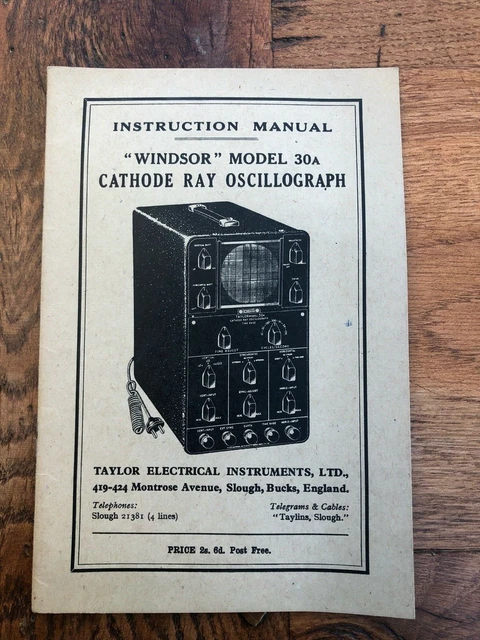 INSTRUCTION MANUAL
"WINDSOR" MODEL 30A
CATHODE RAY OSCILLOGRAPH
TAYLOR ELECTRICAL INSTRUMENTS, LTD.,
419-424 Montrose Avenue, Slough, Bucks, England.
Telephones:
Slough 21381 (4 lines)
Telegrams & Cables:
"Taylins, Slough."
PRICE 2s. 6d. Post Free.